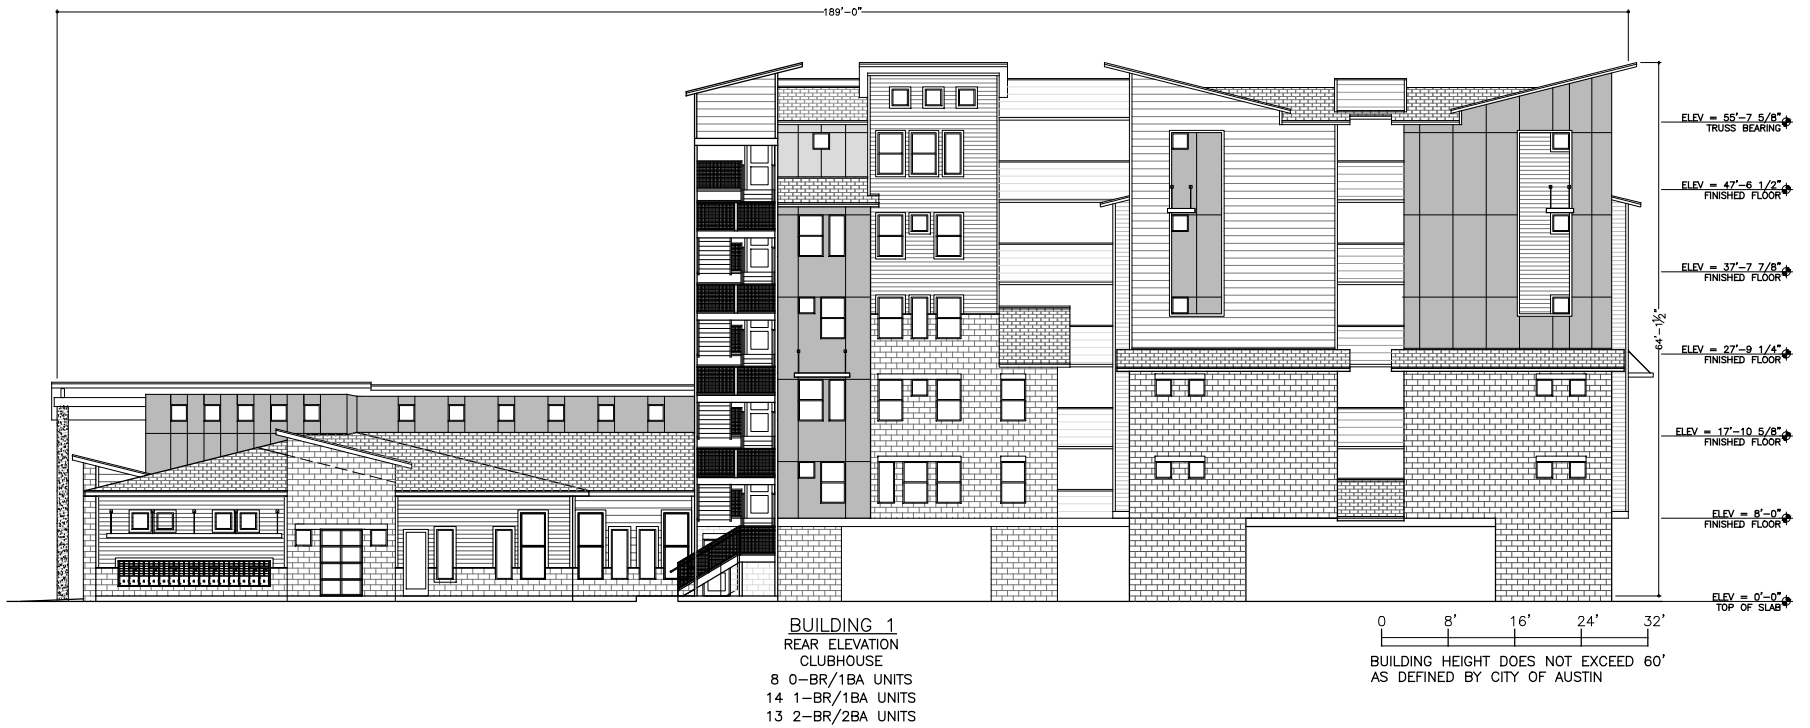 189'-0"
ELEV = 55'-7 5/8"
TRUSS BEARING
ELEV = 47'-6 1/2"
FINISHED FLOOR
ELEV = 37'-7 7/8"
FINISHED FLOOR
64'-1½"
ELEV = 27'-9 1/4"
FINISHED FLOOR
ELEV = 17'-10 5/8"
FINISHED FLOOR
ELEV = 8'-0"
FINISHED FLOOR
ELEV = 0'-0"
TOP OF SLAB
BUILDING 1
REAR ELEVATION
CLUBHOUSE
8 0-BR/1BA UNITS
14 1-BR/1BA UNITS
13 2-BR/2BA UNITS
0 8' 16' 24' 32'
BUILDING HEIGHT DOES NOT EXCEED 60'
AS DEFINED BY CITY OF AUSTIN